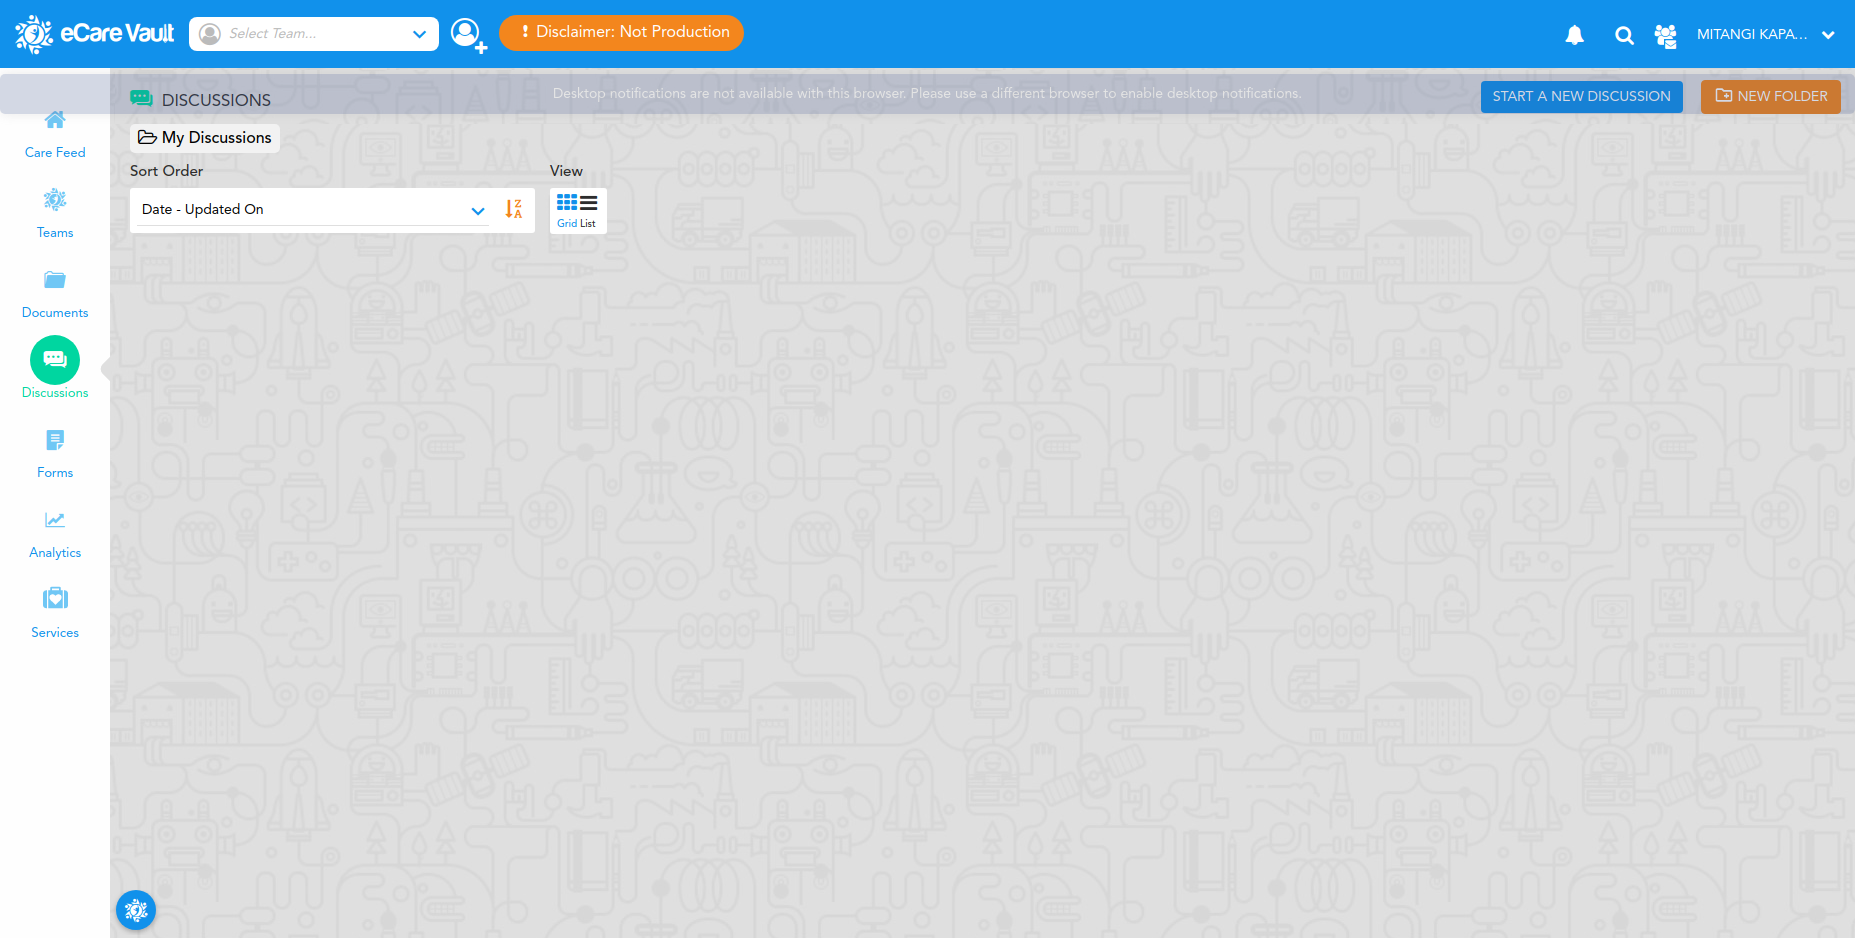 eCare Vault
Select Team...
Disclaimer: Not Production
MITANGI KAPA...
DISCUSSIONS
Desktop notifications are not available with this browser. Please use a different browser to enable desktop notifications.
START A NEW DISCUSSION
NEW FOLDER
My Discussions
Sort Order
View
Date - Updated On
Z
A
Grid List
Care Feed
Teams
Documents
Discussions
Forms
Analytics
Services